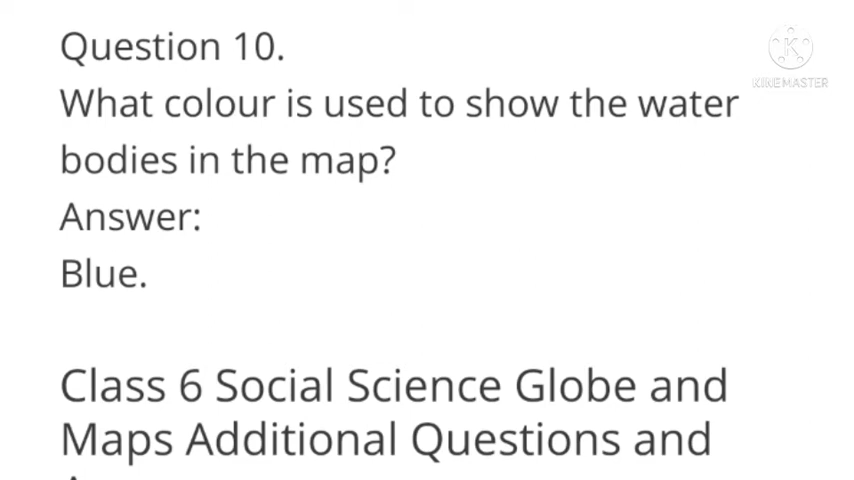 Question 10.
KINEMASTER
What colour is used to show the water
bodies in the map?
Answer:
Blue.
Class 6 Social Science Globe and
Maps Additional Questions and